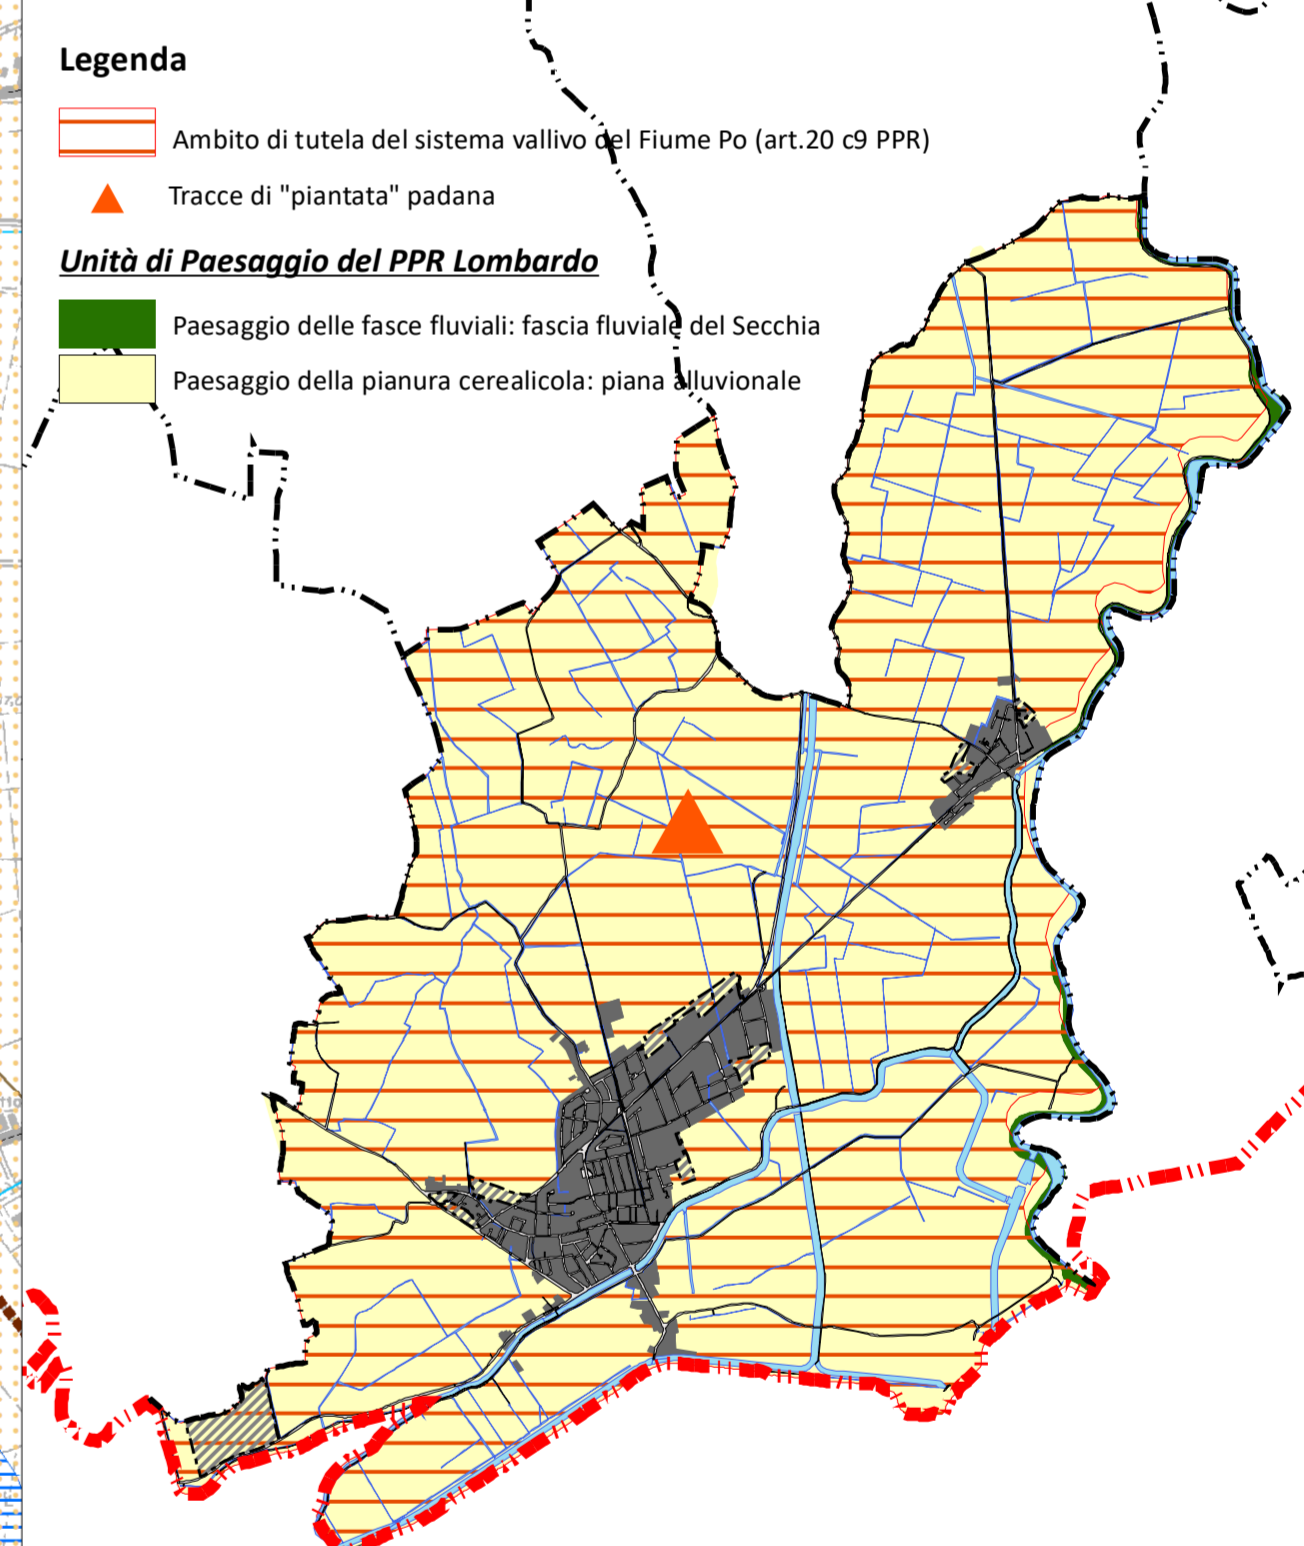 Legenda
Ambito di tutela del sistema vallivo del Fiume Po (art.20 c9 PPR)
Tracce di "piantata" padana
Unità di Paesaggio del PPR Lombardo
Paesaggio delle fasce fluviali: fascia fluviale del Secchia
Paesaggio della pianura cerealicola: piana alluvionale